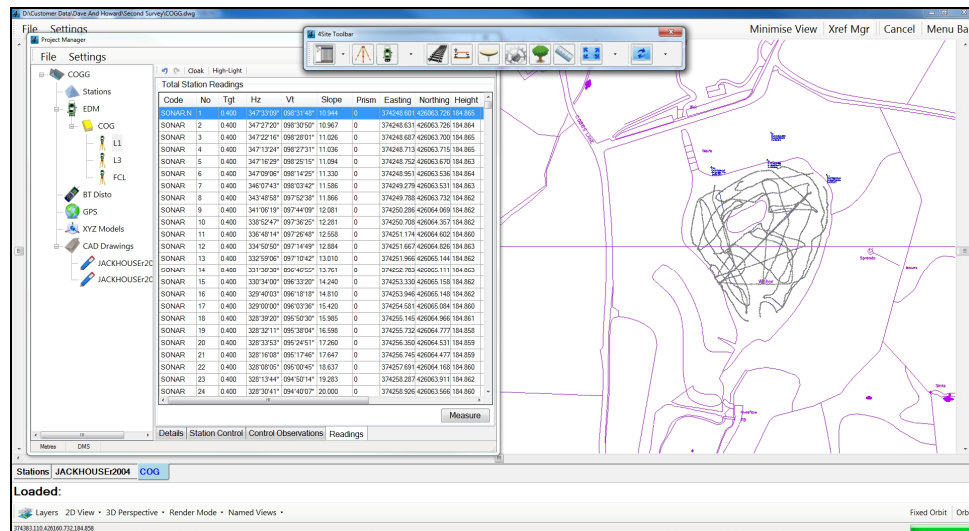 D:\Customer Data\Dave And Howard\Second Survey\COGG.dwg
File Settings
Minimise View Xref Mgr Cancel Menu Ba
4Site Toolbar
Project Manager
File Settings
COGG
Stations
EDM
COG
L1
L3
FCL
BT Disto
GPS
XYZ Models
CAD Drawings
JACKHOUSEr20
JACKHOUSEr2C
Metres DMS
Cloak High-Light
Total Station Readings
Code No Tgt Hz Vt Slope Prism Easting Northing Height
SONAR.N 1 0.400 347'33'09" 098'31'48" 10.944 0 374248.601 426063.726 184.865
SONAR 2 0.400 347'27'20" 098'30'50" 10.967 0 374248.631 426063.726 184.864
SONAR 3 0.400 347'22'16" 098'28'01" 11.026 0 374248.687 426063.700 184.865
SONAR 4 0.400 347'13'24" 098'27'31" 11.036 0 374248.713 426063.715 184.865
SONAR 5 0.400 347'16'29" 098'25'15" 11.094 0 374248.752 426063.670 184.863
SONAR 6 0.400 347'09'06" 098'14'25" 11.330 0 374248.951 426063.536 184.864
SONAR 7 0.400 346'07'43" 098'03'42" 11.586 0 374249.279 426063.531 184.863
SONAR 8 0.400 343'48'58" 097'52'38" 11.866 0 374249.788 426063.732 184.862
SONAR 9 0.400 341'06'19" 097'44'09" 12.081 0 374250.286 426064.069 184.862
SONAR 10 0.400 338'52'47" 097'36'25" 12.281 0 374250.708 426064.357 184.862
SONAR 11 0.400 336'48'14" 097'26'48" 12.558 0 374251.174 426064.602 184.860
SONAR 12 0.400 334'50'50" 097'14'49" 12.884 0 374251.667 426064.826 184.863
SONAR 13 0.400 332'59'06" 097'10'42" 13.010 0 374251.966 426065.144 184.862
SONAR 14 0.400 331'38'38" 096'46'55" 13.761 0 374252.783 426065.111 184.863
SONAR 15 0.400 330'34'00" 096'33'20" 14.240 0 374253.330 426065.158 184.862
SONAR 16 0.400 329'40'03" 096'18'18" 14.810 0 374253.946 426065.148 184.862
SONAR 17 0.400 329'00'00" 096'03'36" 15.420 0 374254.581 426065.084 184.860
SONAR 18 0.400 328'39'20" 095'50'30" 15.985 0 374255.145 426064.966 184.861
SONAR 19 0.400 328'32'11" 095'38'04" 16.598 0 374255.732 426064.777 184.858
SONAR 20 0.400 328'33'53" 095'24'51" 17.260 0 374256.350 426064.531 184.858
SONAR 21 0.400 328'16'08" 095'17'46" 17.647 0 374256.745 426064.477 184.859
SONAR 22 0.400 328'08'05" 095'00'45" 18.637 0 374257.691 426064.168 184.860
SONAR 23 0.400 328'13'44" 094'50'14" 19.283 0 374258.287 426063.911 184.862
SONAR 24 0.400 328'30'41" 094'40'07" 20.000 0 374258.926 426063.566 184.860
Measure
Details Station Control Control Observations Readings
Stations JACKHOUSEr2004 COG
Loaded:
Layers 2D View 3D Perspective Render Mode Named Views
Fixed Orbit Orb
374383.110,426160.732,184.858